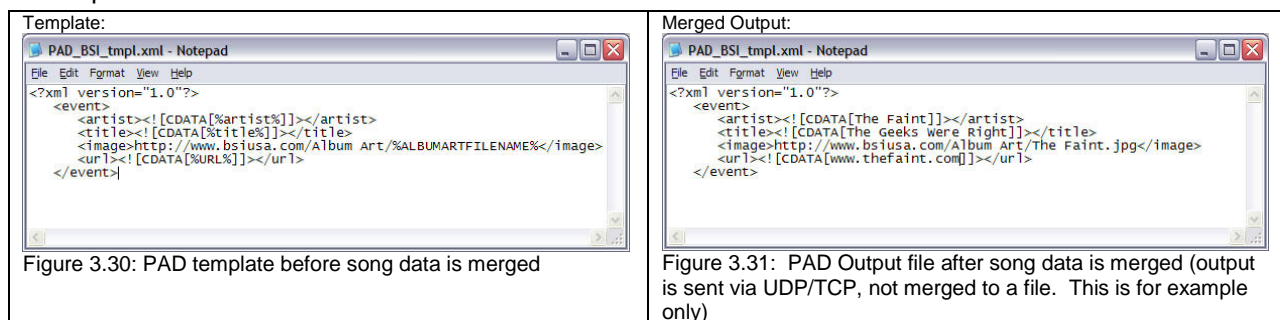 Template:
PAD_BSI_tmpl.xml - Notepad
File Edit Format View Help
<?xml version="1.0"?>
<event>
<artist><![CDATA[%artist%]]></artist>
<title><![CDATA[%title%]]></title>
<image>http://www.bsiusa.com/Album Art/%ALBUMARTFILENAME%</image>
<url><![CDATA[%URL%]]></url>
</event>
Figure 3.30: PAD template before song data is merged
Merged Output:
PAD_BSI_tmpl.xml - Notepad
File Edit Format View Help
<?xml version="1.0"?>
<event>
<artist><![CDATA[The Faint]]></artist>
<title><![CDATA[The Geeks Were Right]]></title>
<image>http://www.bsiusa.com/Album Art/The Faint.jpg</image>
<url><![CDATA[www.thefaint.com]]></url>
</event>
Figure 3.31: PAD Output file after song data is merged (output
is sent via UDP/TCP, not merged to a file. This is for example
only)